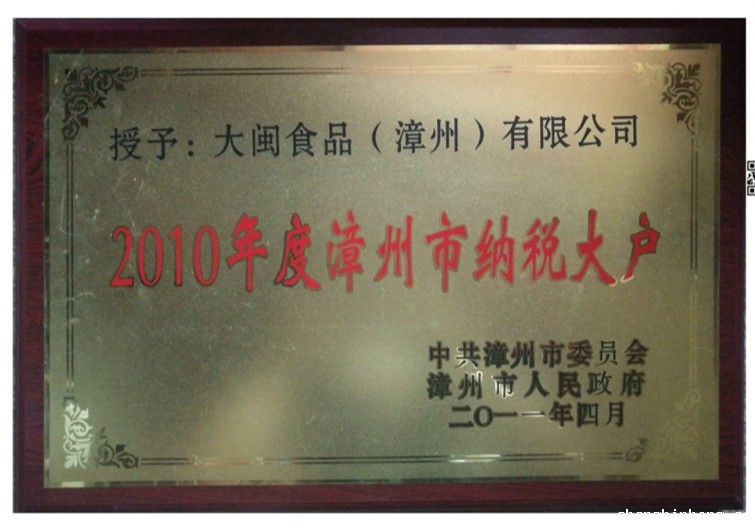 授予：大闽食品（漳州）有限公司
2010年度漳州市纳税大户
中共漳州市委员会
漳州市人民政府
二〇一一年四月